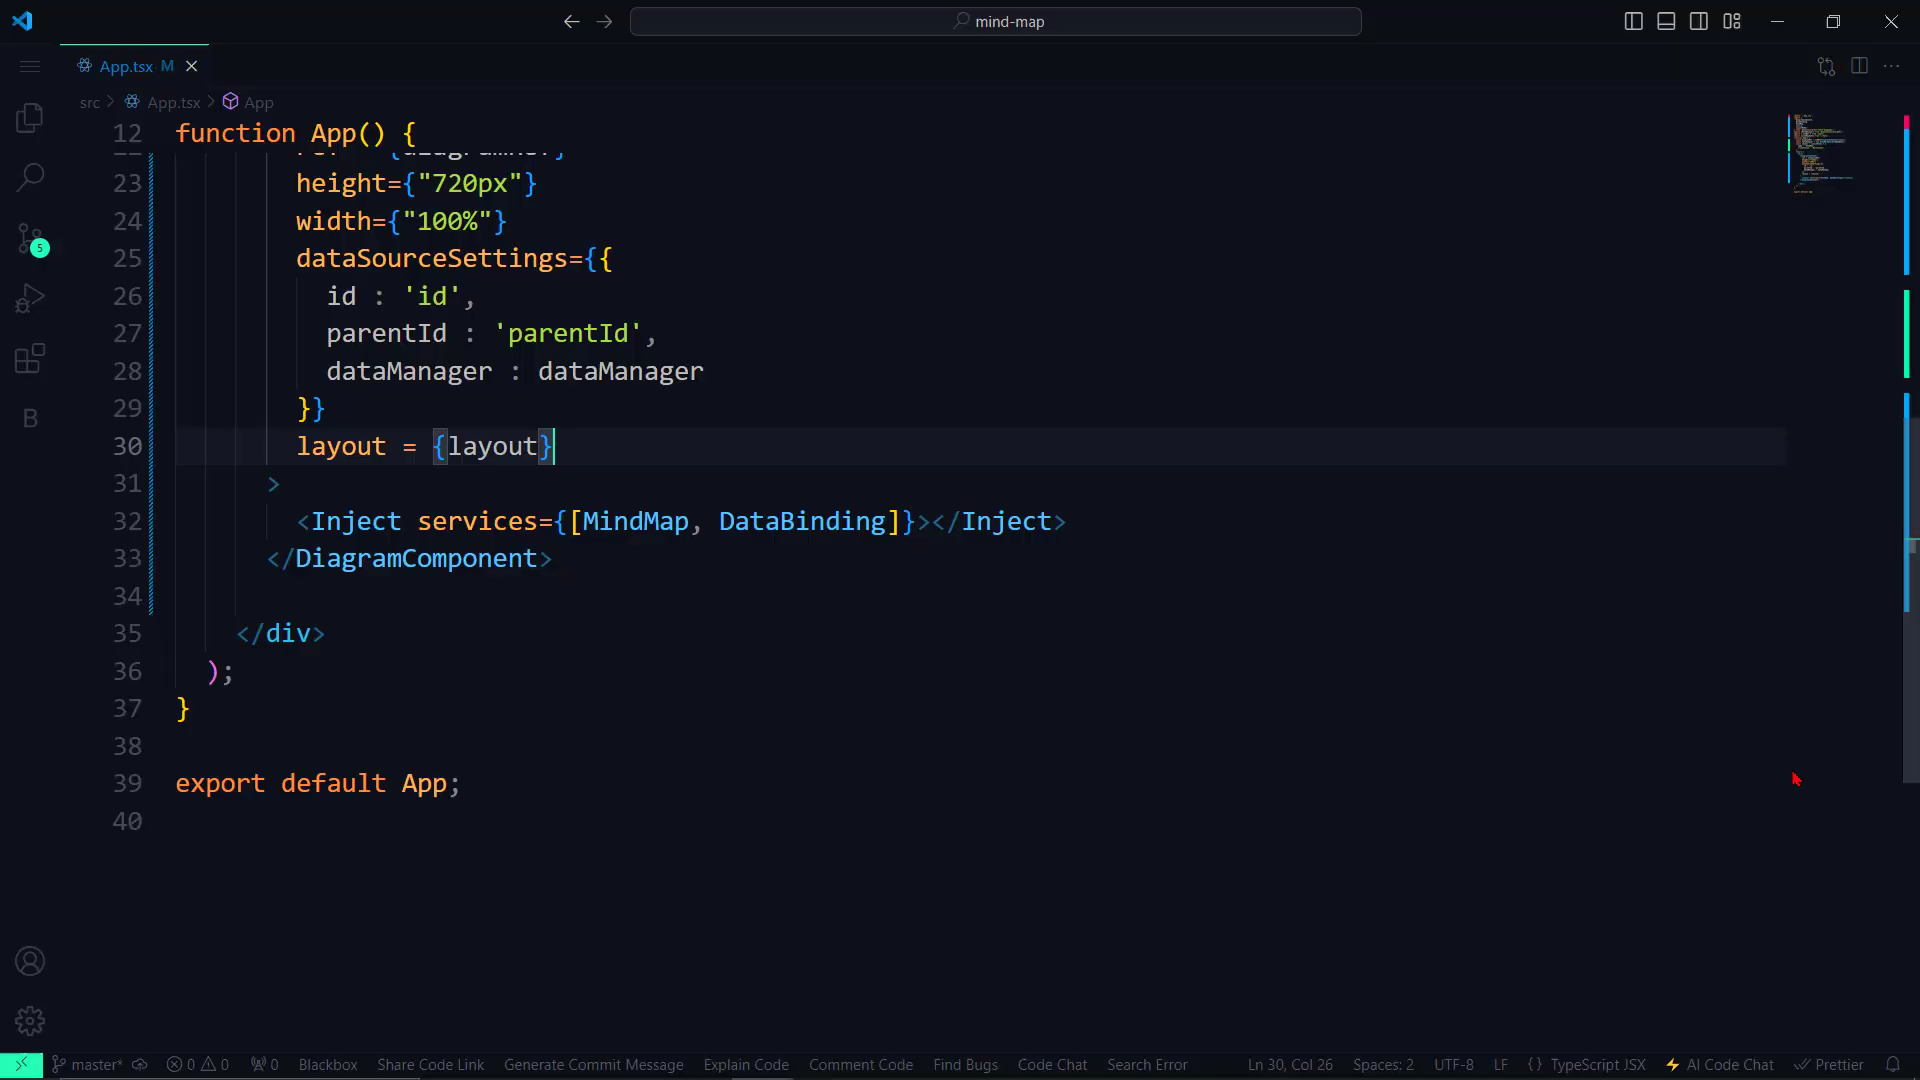 mind-map
App.tsx M
src > App.tsx > App
12 function App() {
23 height={"720px"}
24 width={"100%"}
25 dataSourceSettings={{
26 id : 'id',
27 parentId : 'parentId',
28 dataManager : dataManager
29 }}
30 layout = {layout}
31 >
32 <Inject services={[MindMap, DataBinding]}></Inject>
33 </DiagramComponent>
34
35 </div>
36 );
37 }
38
39 export default App;
40
5
B
master* 0 0 0 Blackbox Share Code Link Generate Commit Message Explain Code Comment Code Find Bugs Code Chat Search Error Ln 30, Col 26 Spaces: 2 UTF-8 LF {} TypeScript JSX AI Code Chat Prettier